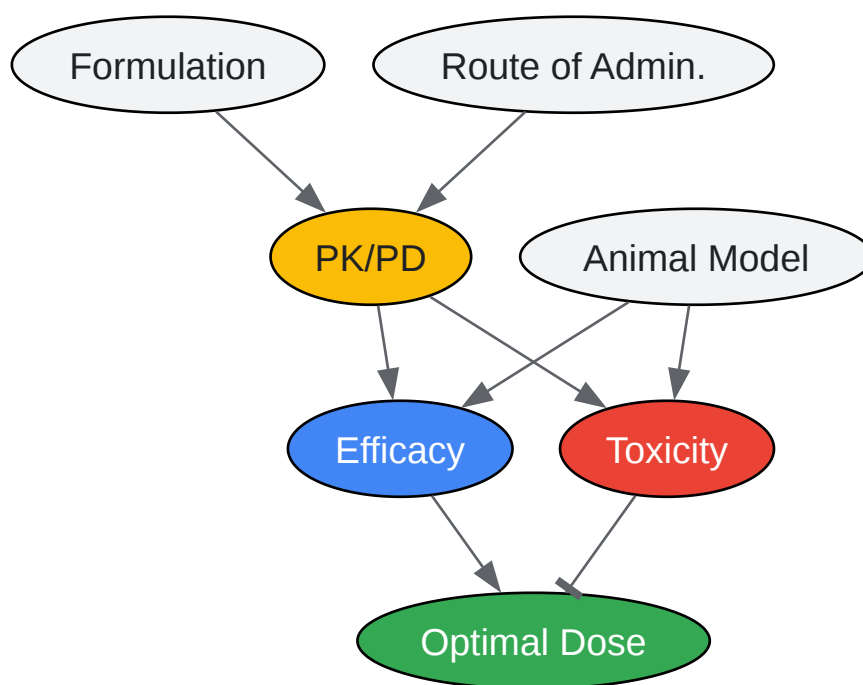 Formulation
Route of Admin.
PK/PD
Animal Model
Efficacy
Toxicity
Optimal Dose